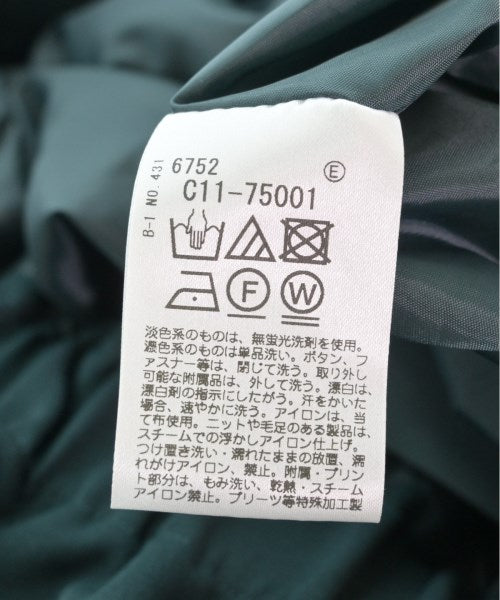 B-1 NO.431
6752
E
C11-75001
F
W
淡色系のものは、無蛍光洗剤を使用。
濃色系のものは単品洗い。ボタン、フ
ァスナー等は、閉じて洗う。取り外し
可能な附属品は、外して洗う。漂白は、
漂白剤の指示にしたがう。汗をかいた
場合、速やかに洗う。アイロンは、当
て布使用。ニットや毛足のある製品は、
スチームでの浮かしアイロン仕上げ。
つけ置き洗い・濡れたままの放置、濡
れがけアイロン、禁止。附属・プリン
ト部分は、もみ洗い、乾熱・スチーム
アイロン禁止。プリーツ等特殊加工製